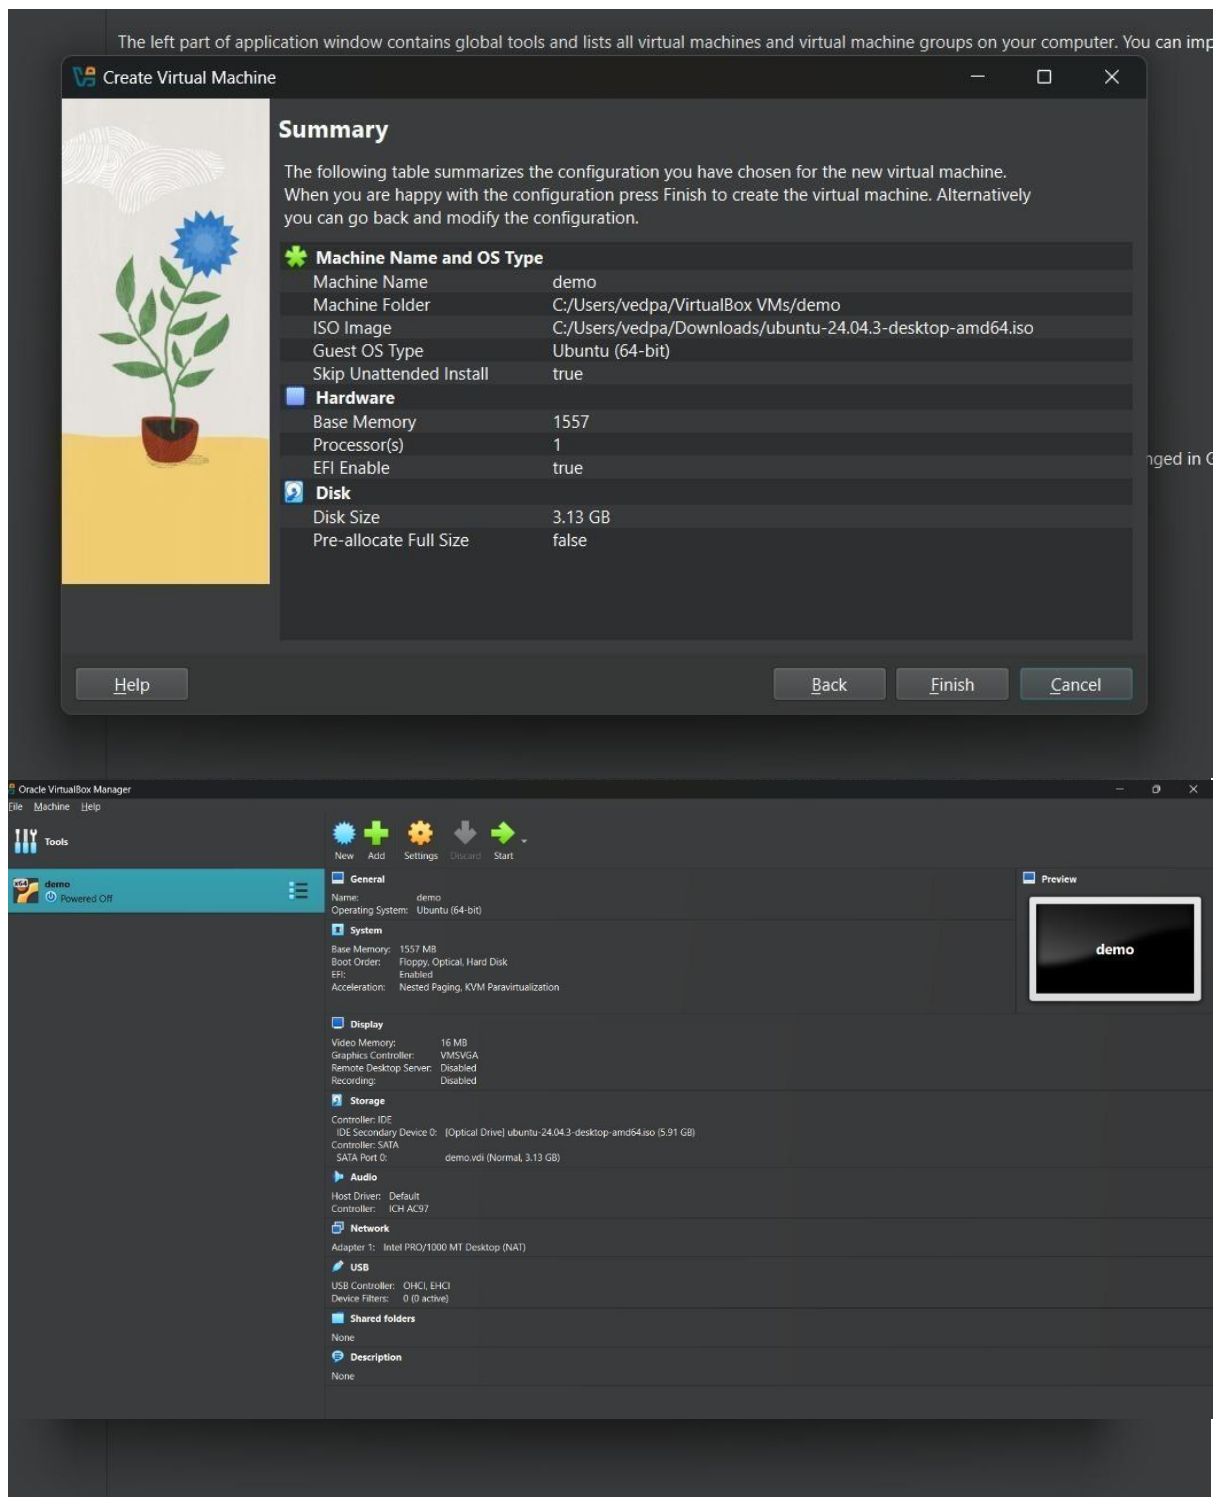 The left part of application window contains global tools and lists all virtual machines and virtual machine groups on your computer. You can imp
Create Virtual Machine
Summary
The following table summarizes the configuration you have chosen for the new virtual machine.
When you are happy with the configuration press Finish to create the virtual machine. Alternatively
you can go back and modify the configuration.
Machine Name and OS Type
Machine Name demo
Machine Folder C:/Users/vedpa/VirtualBox VMs/demo
ISO Image C:/Users/vedpa/Downloads/ubuntu-24.04.3-desktop-amd64.iso
Guest OS Type Ubuntu (64-bit)
Skip Unattended Install true
Hardware
Base Memory 1557
Processor(s) 1
EFI Enable true
nged in G
Disk
Disk Size 3.13 GB
Pre-allocate Full Size false
Help Back Finish Cancel
Oracle VirtualBox Manager
File Machine Help
Tools
New Add Settings Discard Start
x64 demo
Powered Off
General
Name: demo
Operating System: Ubuntu (64-bit)
Preview
demo
System
Base Memory: 1557 MB
Boot Order: Floppy, Optical, Hard Disk
EFI: Enabled
Acceleration: Nested Paging, KVM Paravirtualization
Display
Video Memory: 16 MB
Graphics Controller: VMSVGA
Remote Desktop Server: Disabled
Recording: Disabled
Storage
Controller: IDE
IDE Secondary Device 0: [Optical Drive] ubuntu-24.04.3-desktop-amd64.iso (5.91 GB)
Controller: SATA
SATA Port 0: demo.vdi (Normal, 3.13 GB)
Audio
Host Driver: Default
Controller: ICH AC97
Network
Adapter 1: Intel PRO/1000 MT Desktop (NAT)
USB
USB Controller: OHCI, EHCI
Device Filters: 0 (0 active)
Shared folders
None
Description
None